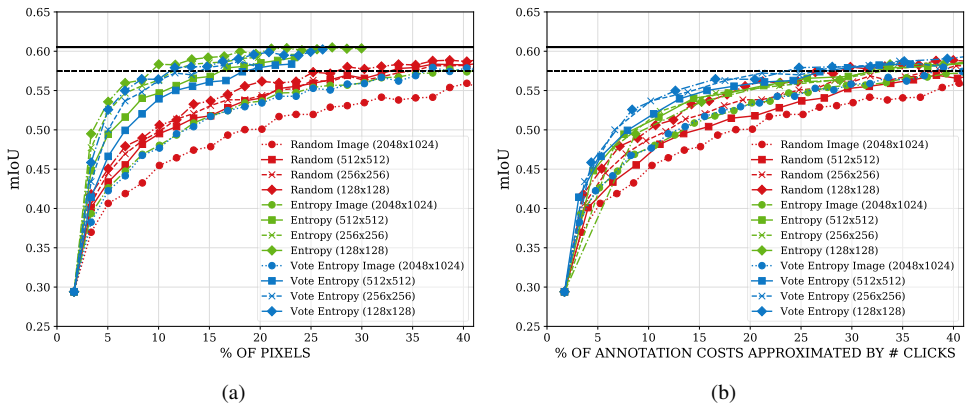 0.65
0.60
0.55
0.50
0.45
0.40
0.35
0.30
0.25
mIoU
Random Image (2048x1024)
Random (512x512)
Random (256x256)
Random (128x128)
Entropy Image (2048x1024)
Entropy (512x512)
Entropy (256x256)
Entropy (128x128)
Vote Entropy Image (2048x1024)
Vote Entropy (512x512)
Vote Entropy (256x256)
Vote Entropy (128x128)
0 5 10 15 20 25 30 35 40
% OF PIXELS
(a)
0.65
0.60
0.55
0.50
0.45
0.40
0.35
0.30
0.25
mIoU
Random Image (2048x1024)
Random (512x512)
Random (256x256)
Random (128x128)
Entropy Image (2048x1024)
Entropy (512x512)
Entropy (256x256)
Entropy (128x128)
Vote Entropy Image (2048x1024)
Vote Entropy (512x512)
Vote Entropy (256x256)
Vote Entropy (128x128)
0 5 10 15 20 25 30 35 40
% OF ANNOTATION COSTS APPROXIMATED BY # CLICKS
(b)